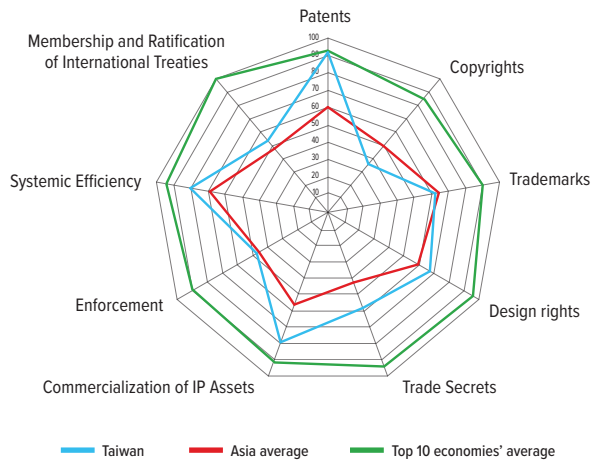 Patents
Membership and Ratification
of International Treaties
Copyrights
100
90
80
70
60
50
40
30
20
10
Systemic Efficiency
Trademarks
Enforcement
Design rights
Commercialization of IP Assets
Trade Secrets
Taiwan
Asia average
Top 10 economies’ average